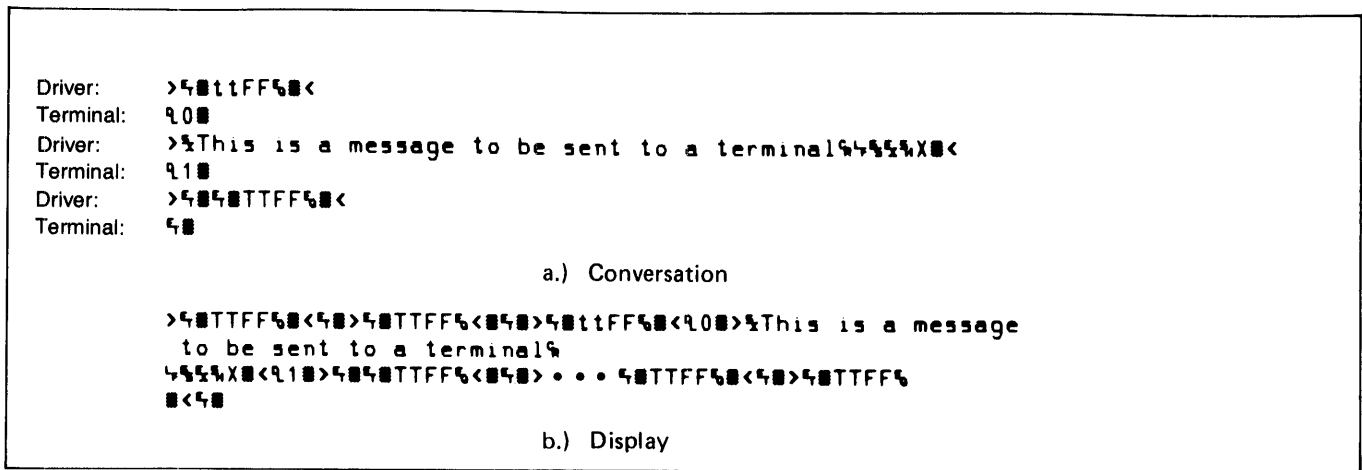 Driver: >␄█ttFF␅█<
Terminal: ␐0█
Driver: >␂This is a message to be sent to a terminal␍␊X█<
Terminal: ␐1█
Driver: >␄█␄█TTFF␅█<
Terminal: ␄█
a.) Conversation
>␄█TTFF␅█<␄█>␄█TTFF␅<█␄█>␄█ttFF␅█<␐0█>␂This is a message
to be sent to a terminal␍
␊X█<␐1█>␄█␄█TTFF␅<█␄█> • • • ␄█TTFF␅█<␄█>␄█TTFF␅
█<␄█
b.) Display